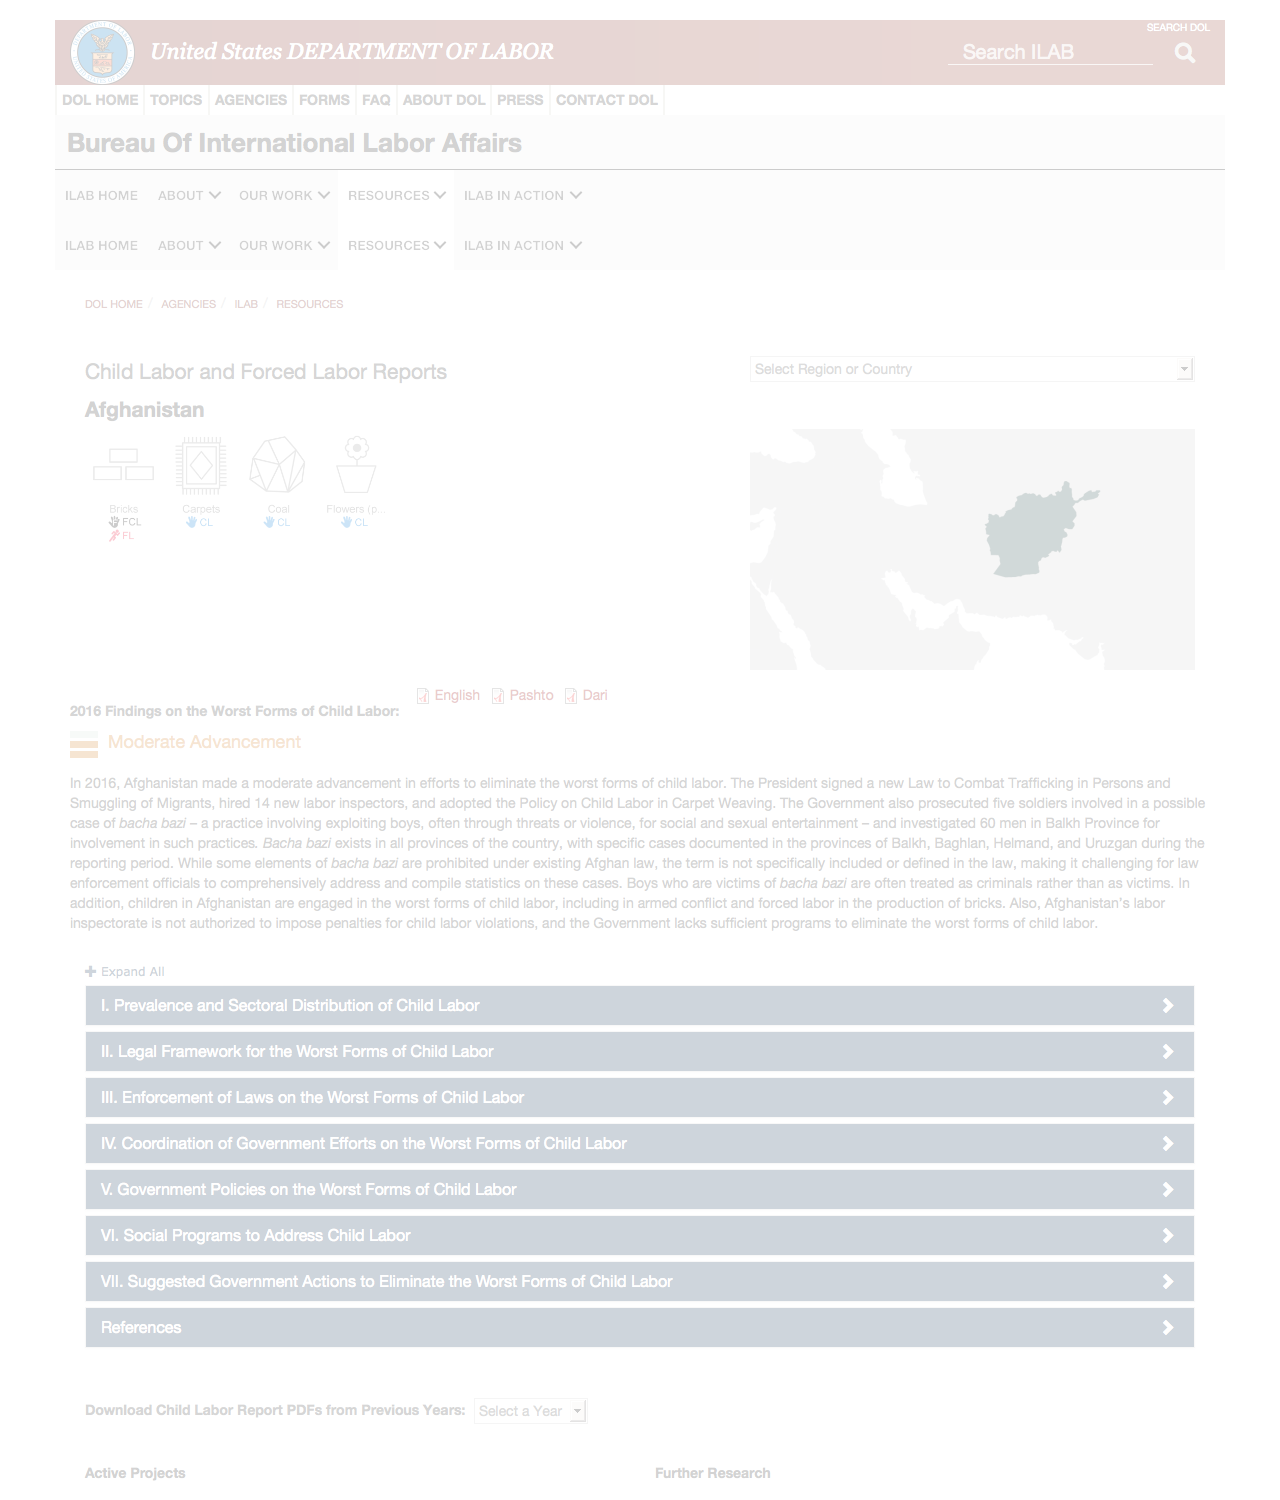 SEARCH DOL
United States DEPARTMENT OF LABOR
Search ILAB
DOL HOME TOPICS AGENCIES FORMS FAQ ABOUT DOL PRESS CONTACT DOL
Bureau Of International Labor Affairs
ILAB HOME ABOUT OUR WORK RESOURCES ILAB IN ACTION
ILAB HOME ABOUT OUR WORK RESOURCES ILAB IN ACTION
DOL HOME / AGENCIES / ILAB / RESOURCES
Child Labor and Forced Labor Reports
Select Region or Country
Afghanistan
Bricks Carpets Coal Flowers (p...
FCL CL CL CL
FL
English Pashto Dari
2016 Findings on the Worst Forms of Child Labor:
Moderate Advancement
In 2016, Afghanistan made a moderate advancement in efforts to eliminate the worst forms of child labor. The President signed a new Law to Combat Trafficking in Persons and
Smuggling of Migrants, hired 14 new labor inspectors, and adopted the Policy on Child Labor in Carpet Weaving. The Government also prosecuted five soldiers involved in a possible
case of bacha bazi – a practice involving exploiting boys, often through threats or violence, for social and sexual entertainment – and investigated 60 men in Balkh Province for
involvement in such practices. Bacha bazi exists in all provinces of the country, with specific cases documented in the provinces of Balkh, Baghlan, Helmand, and Uruzgan during the
reporting period. While some elements of bacha bazi are prohibited under existing Afghan law, the term is not specifically included or defined in the law, making it challenging for law
enforcement officials to comprehensively address and compile statistics on these cases. Boys who are victims of bacha bazi are often treated as criminals rather than as victims. In
addition, children in Afghanistan are engaged in the worst forms of child labor, including in armed conflict and forced labor in the production of bricks. Also, Afghanistan's labor
inspectorate is not authorized to impose penalties for child labor violations, and the Government lacks sufficient programs to eliminate the worst forms of child labor.
Expand All
I. Prevalence and Sectoral Distribution of Child Labor
II. Legal Framework for the Worst Forms of Child Labor
III. Enforcement of Laws on the Worst Forms of Child Labor
IV. Coordination of Government Efforts on the Worst Forms of Child Labor
V. Government Policies on the Worst Forms of Child Labor
VI. Social Programs to Address Child Labor
VII. Suggested Government Actions to Eliminate the Worst Forms of Child Labor
References
Download Child Labor Report PDFs from Previous Years: Select a Year
Active Projects
Further Research